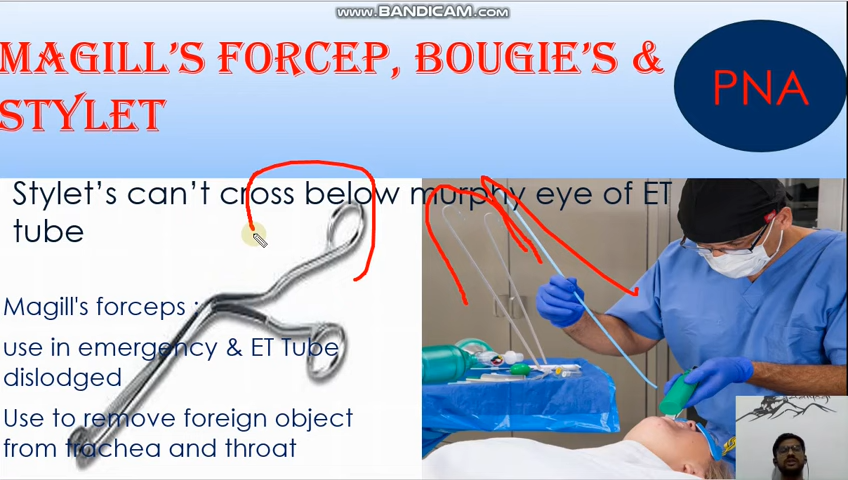 www.BANDICAM.com
MAGILL'S FORCEP, BOUGIE'S &
STYLET
PNA
Stylet's can't cross below murphy eye of ET
tube
Magill's forceps :
use in emergency & ET Tube
dislodged
Use to remove foreign object
from trachea and throat